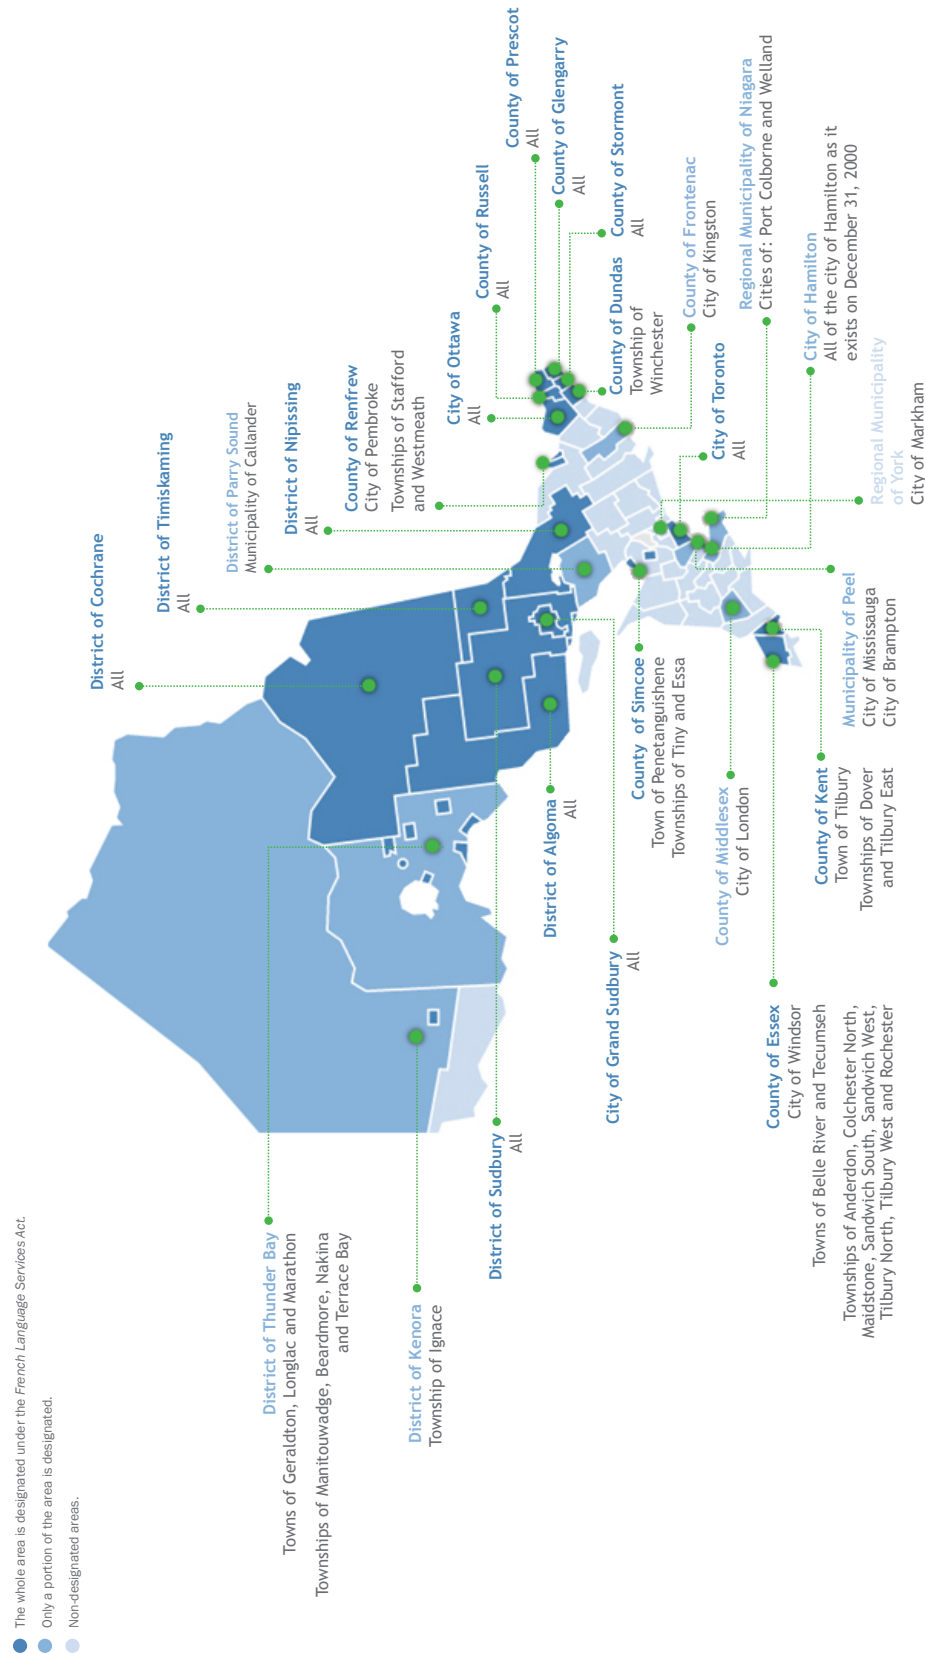 The whole area is designated under the French Language Services Act.
Only a portion of the area is designated.
Non-designated areas.
District of Cochrane
All
District of Timiskaming
All
District of Parry Sound
Municipality of Callander
District of Nipissing
All
County of Renfrew
City of Pembroke
Townships of Stafford
and Westmeath
City of Ottawa
All
County of Russell
All
County of Prescot
All
County of Glengarry
All
County of Stormont
All
County of Dundas
Township of
Winchester
County of Frontenac
City of Kingston
City of Toronto
All
Regional Municipality of Niagara
Cities of: Port Colborne and Welland
City of Hamilton
All of the city of Hamilton as it
exists on December 31, 2000
Regional Municipality
of York
City of Markham
Municipality of Peel
City of Mississauga
City of Brampton
County of Kent
Town of Tilbury
Townships of Dover
and Tilbury East
County of Simcoe
Town of Penetanguishene
Townships of Tiny and Essa
County of Middlesex
City of London
District of Algoma
All
City of Grand Sudbury
All
County of Essex
City of Windsor
Towns of Belle River and Tecumseh
Townships of Anderdon, Colchester North,
Maidstone, Sandwich South, Sandwich West,
Tilbury North, Tilbury West and Rochester
District of Sudbury
All
District of Thunder Bay
Towns of Geraldton, Longlac and Marathon
Townships of Manitouwadge, Beardmore, Nakina
and Terrace Bay
District of Kenora
Township of Ignace